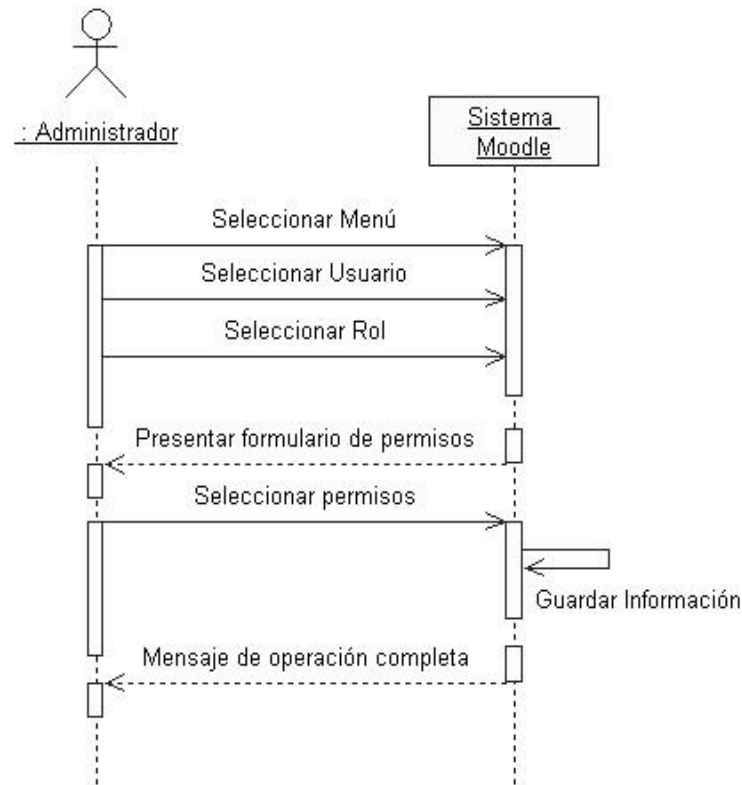 : Administrador
Sistema
Moodle
Seleccionar Menú
Seleccionar Usuario
Seleccionar Rol
Presentar formulario de permisos
Seleccionar permisos
Guardar Información
Mensaje de operación completa